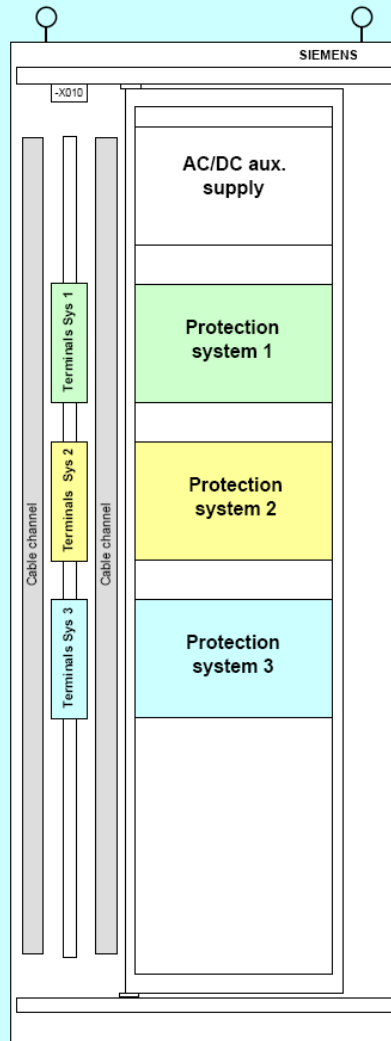 SIEMENS
-X010
AC/DC aux.
supply
Terminals Sys 1
Protection
system 1
Terminals Sys 2
Protection
system 2
Cable channel
Cable channel
Terminals Sys 3
Protection
system 3